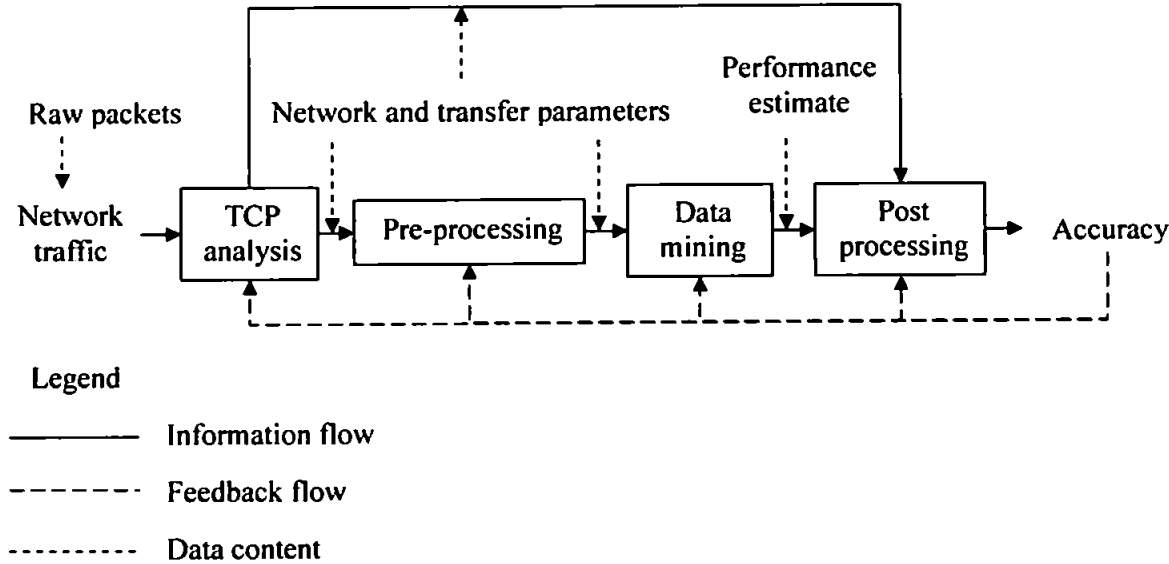 Performance
estimate
Raw packets
Network and transfer parameters
Network
traffic
TCP
analysis
Pre-processing
Data
mining
Post
processing
Accuracy
Legend
Information flow
Feedback flow
Data content